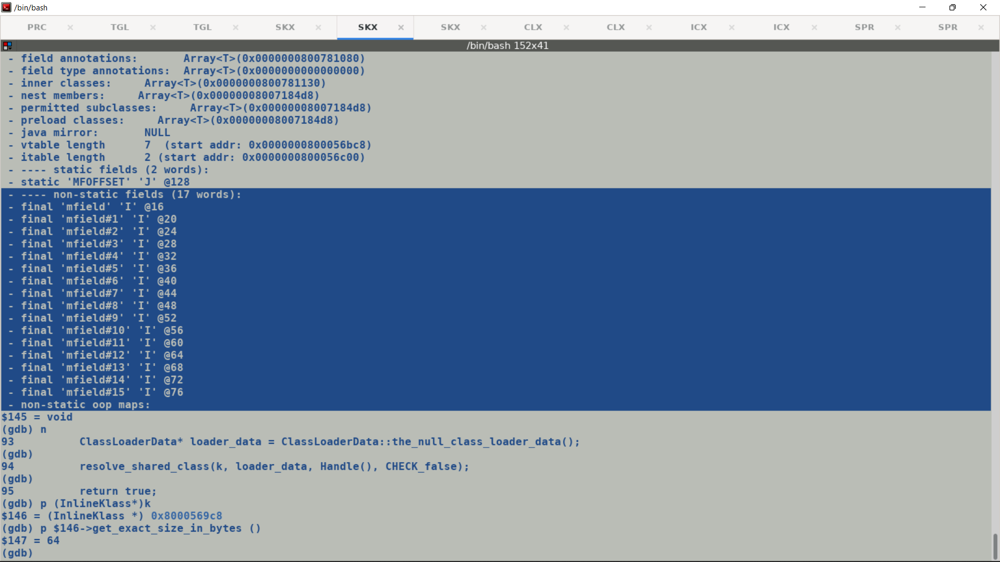 /bin/bash
PRC × TGL × TGL × SKX × SKX × SKX × CLX × CLX × ICX × ICX × SPR × SPR ×
/bin/bash 152x41
- field annotations:       Array<T>(0x0000000800781080)
- field type annotations:  Array<T>(0x0000000000000000)
- inner classes:     Array<T>(0x0000000800781130)
- nest members:     Array<T>(0x00000008007184d8)
- permitted subclasses:     Array<T>(0x00000008007184d8)
- preload classes:     Array<T>(0x00000008007184d8)
- java mirror:       NULL
- vtable length      7  (start addr: 0x0000000800056bc8)
- itable length      2 (start addr: 0x0000000800056c00)
- ---- static fields (2 words):
- static 'MFOFFSET' 'J' @128
- ---- non-static fields (17 words):
- final 'mfield' 'I' @16
- final 'mfield#1' 'I' @20
- final 'mfield#2' 'I' @24
- final 'mfield#3' 'I' @28
- final 'mfield#4' 'I' @32
- final 'mfield#5' 'I' @36
- final 'mfield#6' 'I' @40
- final 'mfield#7' 'I' @44
- final 'mfield#8' 'I' @48
- final 'mfield#9' 'I' @52
- final 'mfield#10' 'I' @56
- final 'mfield#11' 'I' @60
- final 'mfield#12' 'I' @64
- final 'mfield#13' 'I' @68
- final 'mfield#14' 'I' @72
- final 'mfield#15' 'I' @76
- non-static oop maps:
$145 = void
(gdb) n
93          ClassLoaderData* loader_data = ClassLoaderData::the_null_class_loader_data();
(gdb)
94          resolve_shared_class(k, loader_data, Handle(), CHECK_false);
(gdb)
95          return true;
(gdb) p (InlineKlass*)k
$146 = (InlineKlass *) 0x8000569c8
(gdb) p $146->get_exact_size_in_bytes ()
$147 = 64
(gdb)